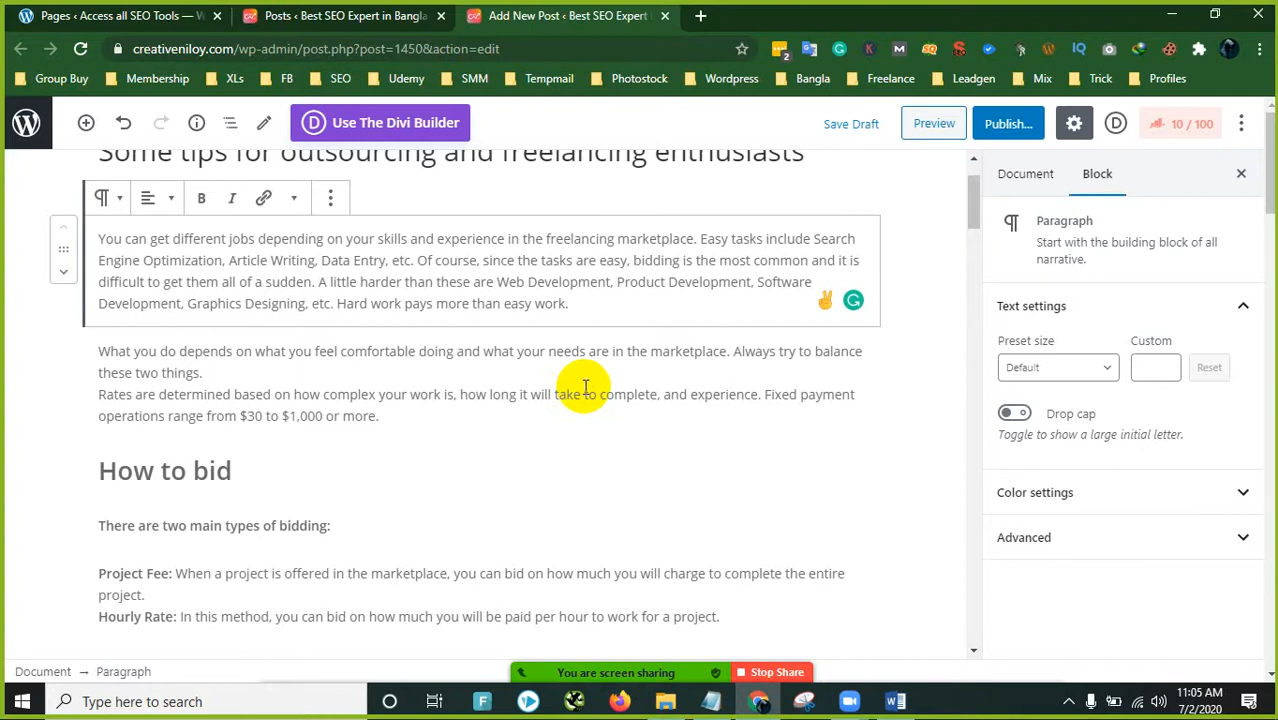 Pages ‹ Access all SEO Tools — W
Posts ‹ Best SEO Expert in Bangla
Add New Post ‹ Best SEO Expert
creativeniloy.com/wp-admin/post.php?post=1450&action=edit
2
Group Buy
Membership
XLs
FB
SEO
Udemy
SMM
Tempmail
Photostock
Wordpress
Bangla
Freelance
Leadgen
Mix
Trick
Profiles
D Use The Divi Builder
Save Draft
Preview
Publish...
D
10 / 100
Some tips for outsourcing and freelancing enthusiasts
B I
Document
Block
You can get different jobs depending on your skills and experience in the freelancing marketplace. Easy tasks include Search
Engine Optimization, Article Writing, Data Entry, etc. Of course, since the tasks are easy, bidding is the most common and it is
difficult to get them all of a sudden. A little harder than these are Web Development, Product Development, Software
Development, Graphics Designing, etc. Hard work pays more than easy work.
What you do depends on what you feel comfortable doing and what your needs are in the marketplace. Always try to balance
these two things.
Rates are determined based on how complex your work is, how long it will take to complete, and experience. Fixed payment
operations range from $30 to $1,000 or more.
How to bid
There are two main types of bidding:
Project Fee: When a project is offered in the marketplace, you can bid on how much you will charge to complete the entire
project.
Hourly Rate: In this method, you can bid on how much you will be paid per hour to work for a project.
Paragraph
Start with the building block of all
narrative.
Text settings
Preset size
Custom
Default
Reset
Drop cap
Toggle to show a large initial letter.
Color settings
Advanced
Document → Paragraph
You are screen sharing
Stop Share
Type here to search
11:05 AM
7/2/2020